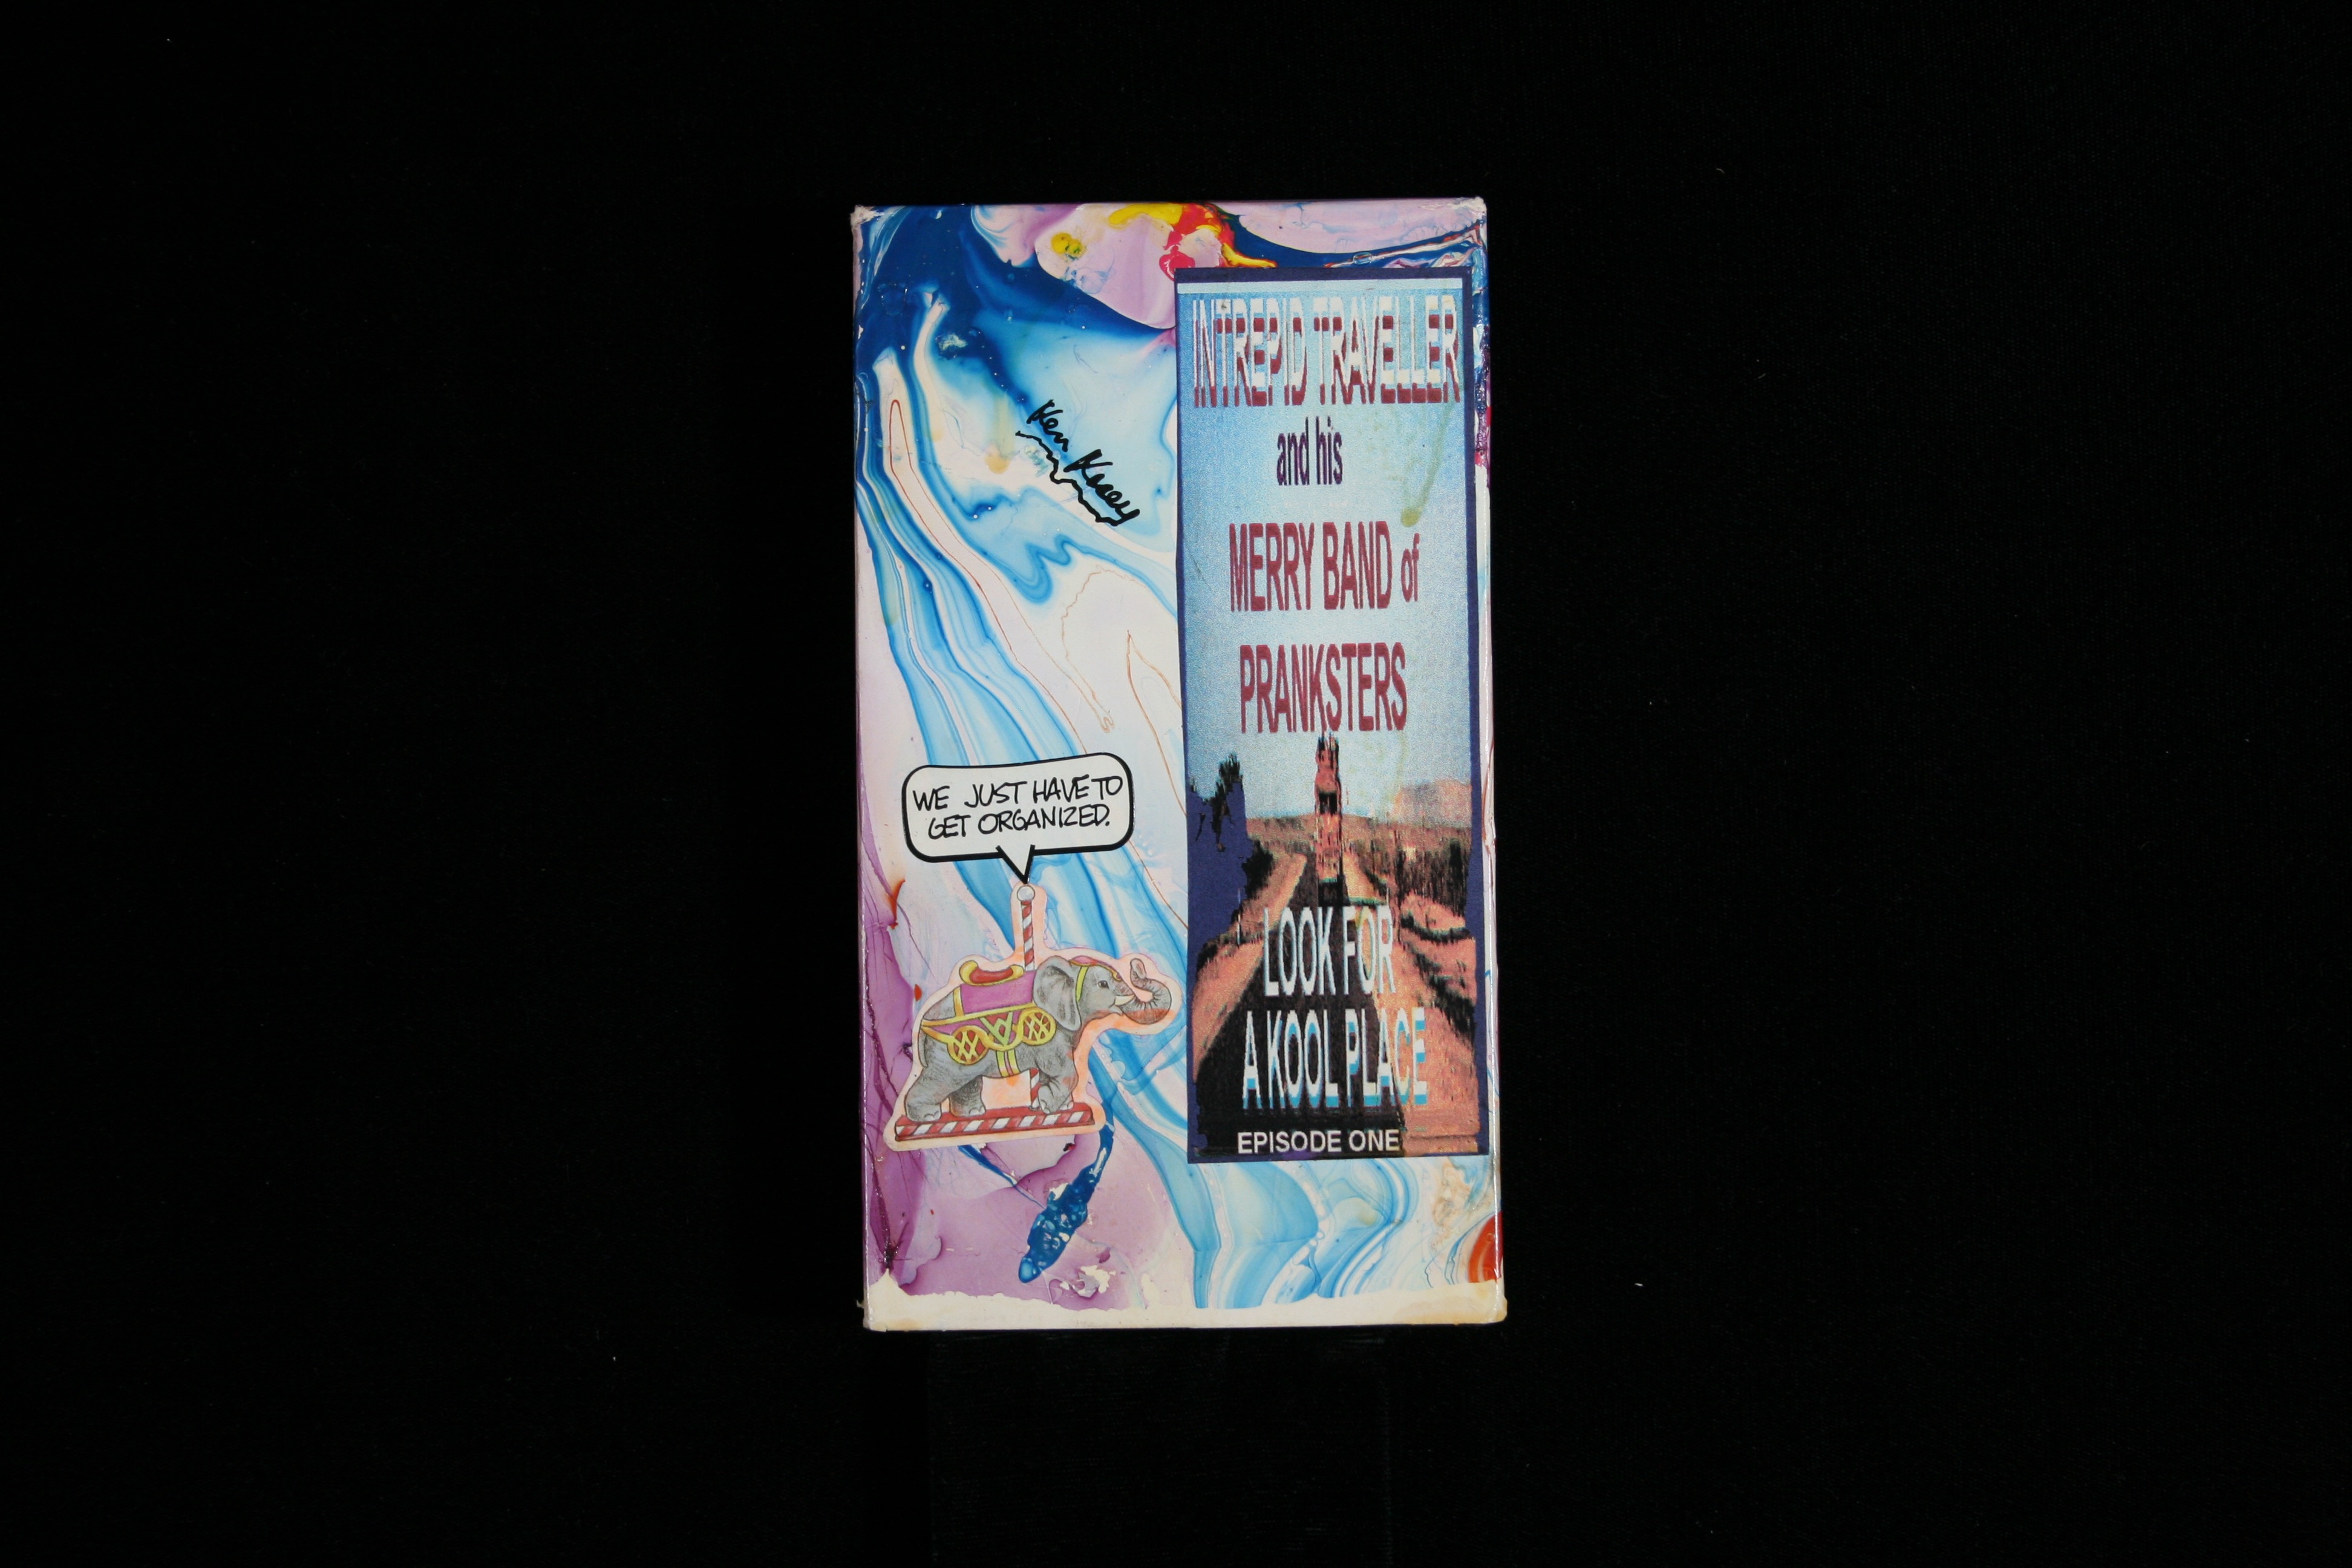 Ken Kesey
INTREPID TRAVELLER
and his
MERRY BAND of
PRANKSTERS
WE JUST HAVE TO
GET ORGANIZED.
LOOK FOR
A KOOL PLACE
EPISODE ONE